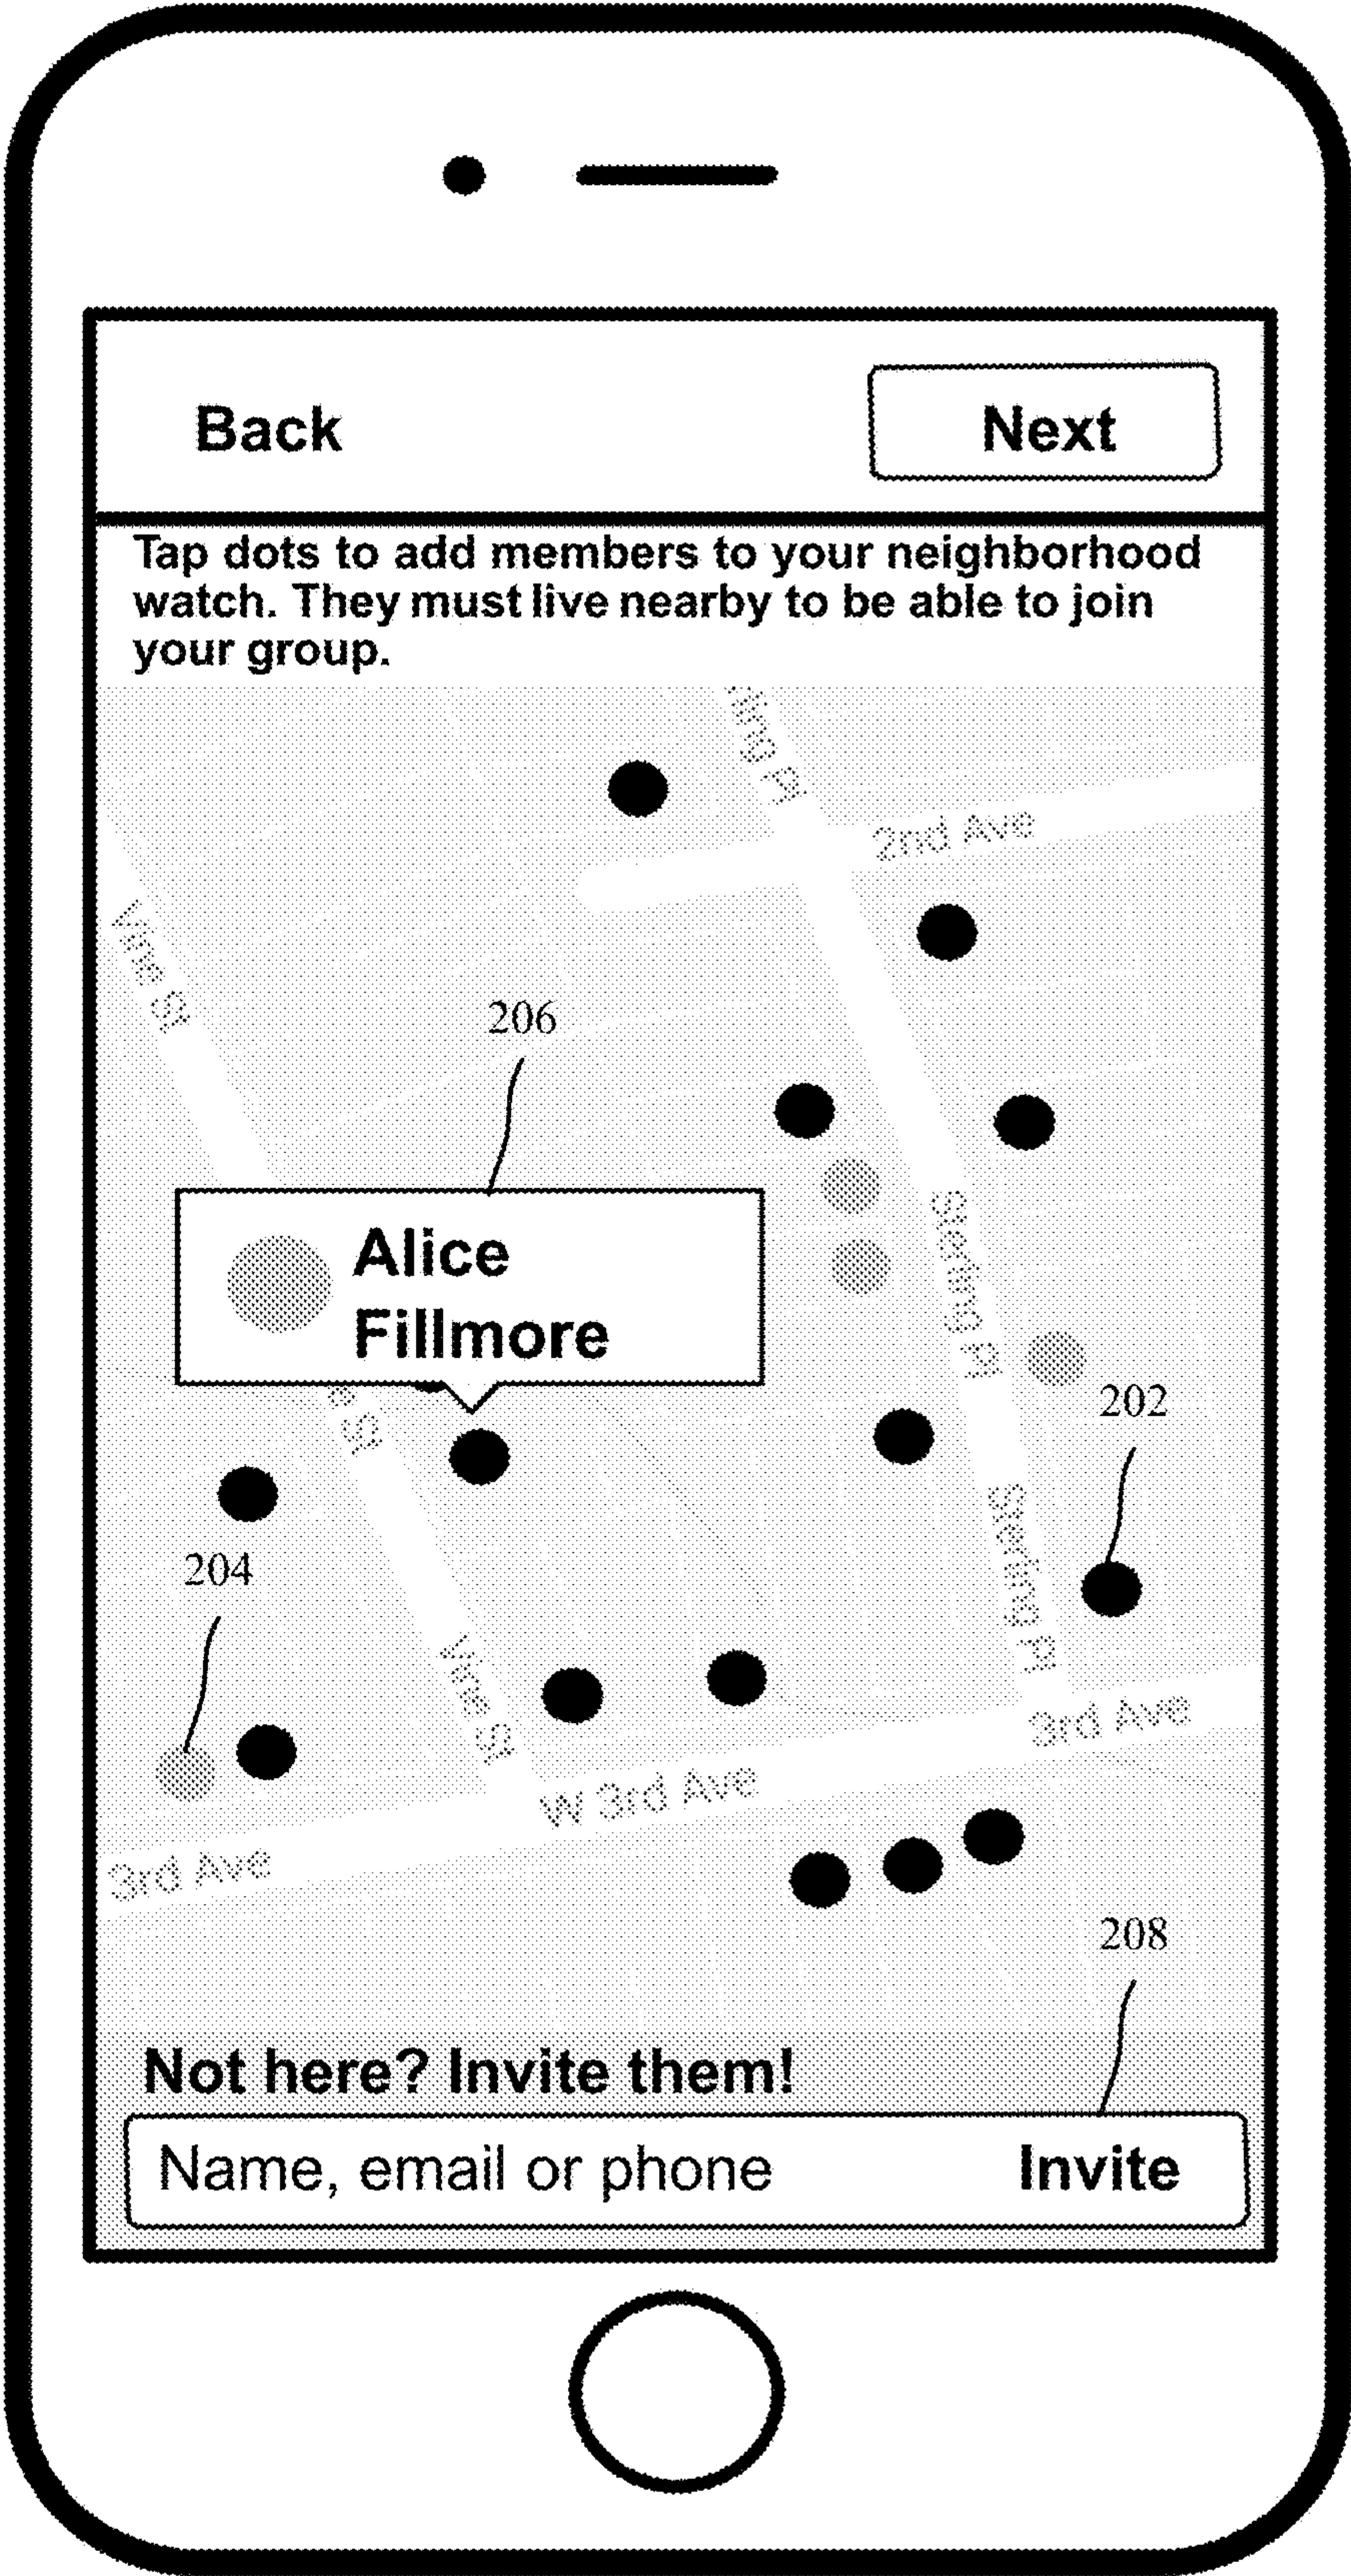 Back
Next
Tap dots to add members to your neighborhood
watch. They must live nearby to be able to join
your group.
Pl
2nd Ave
Vine St
206
Alice
Fillmore
Sterling Pl
202
St
204
Sterling Pl
Vine St
3rd Ave
W 3rd Ave
3rd Ave
208
Not here? Invite them!
Name, email or phone
Invite